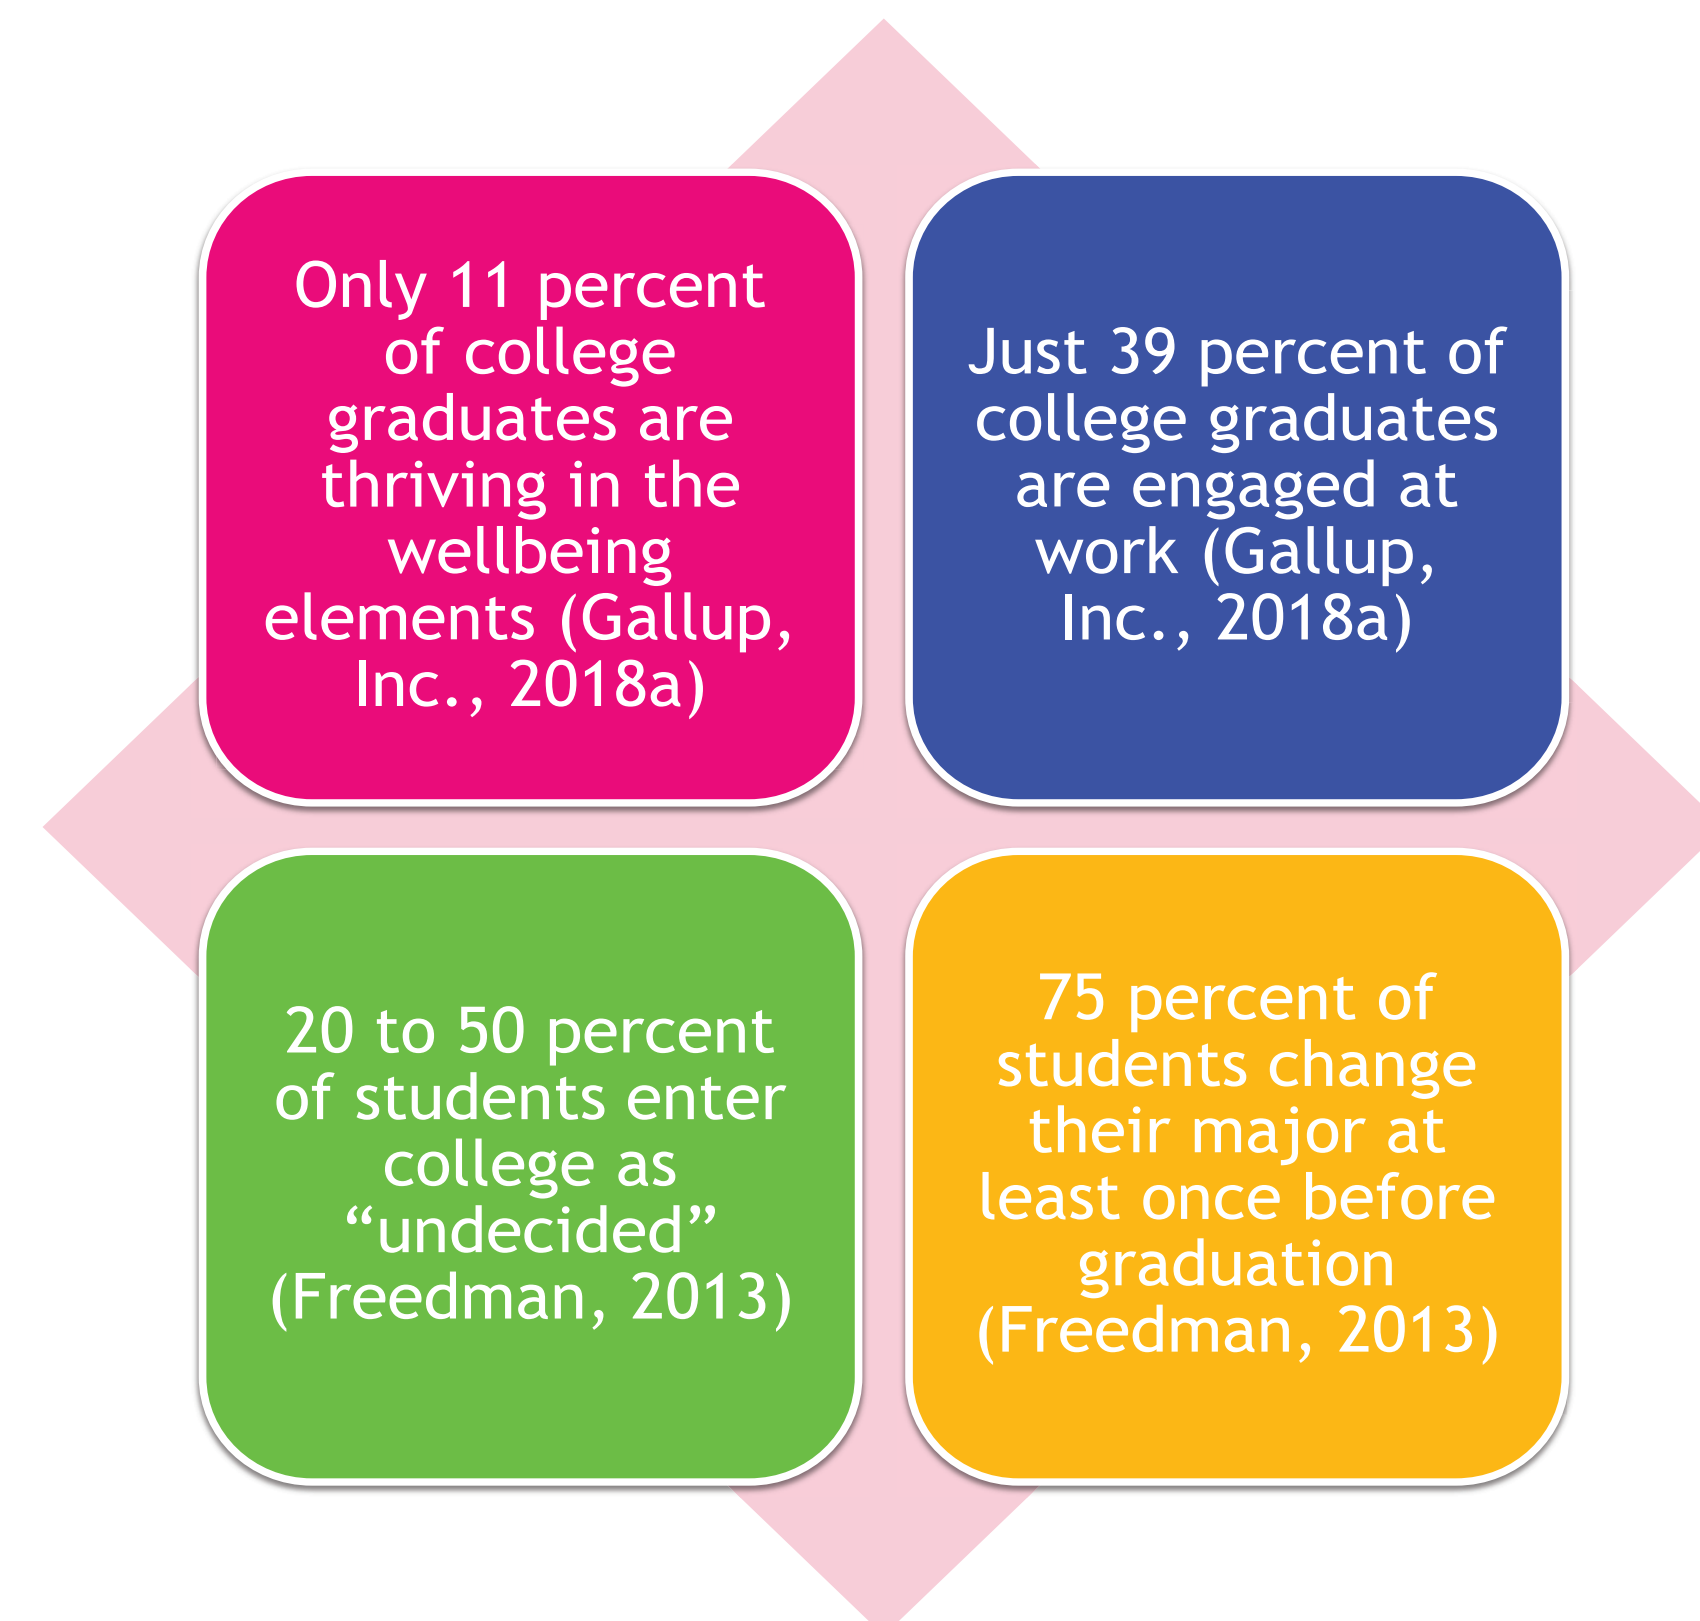 Only 11 percent
of college
graduates are
thriving in the
wellbeing
elements (Gallup,
Inc., 2018a)
Just 39 percent of
college graduates
are engaged at
work (Gallup,
Inc., 2018a)
20 to 50 percent
of students enter
college as
“undecided”
(Freedman, 2013)
75 percent of
students change
their major at
least once before
graduation
(Freedman, 2013)